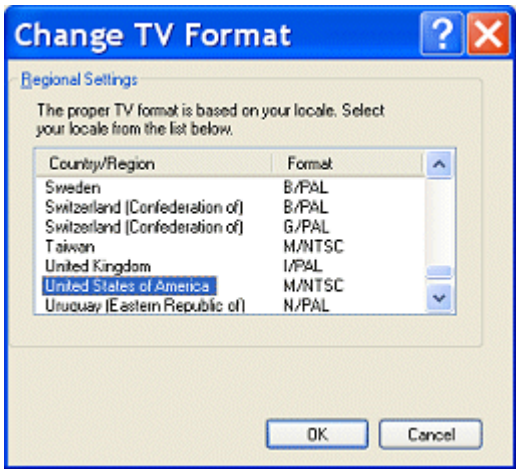 Change TV Format
?
Regional Settings
The proper TV format is based on your locale. Select
your locale from the list below.
Country/Region Format
Sweden B/PAL
Switzerland (Confederation of) B/PAL
Switzerland (Confederation of) G/PAL
Taiwan M/NTSC
United Kingdom I/PAL
United States of America M/NTSC
Uruguay (Eastern Republic of) N/PAL
OK Cancel